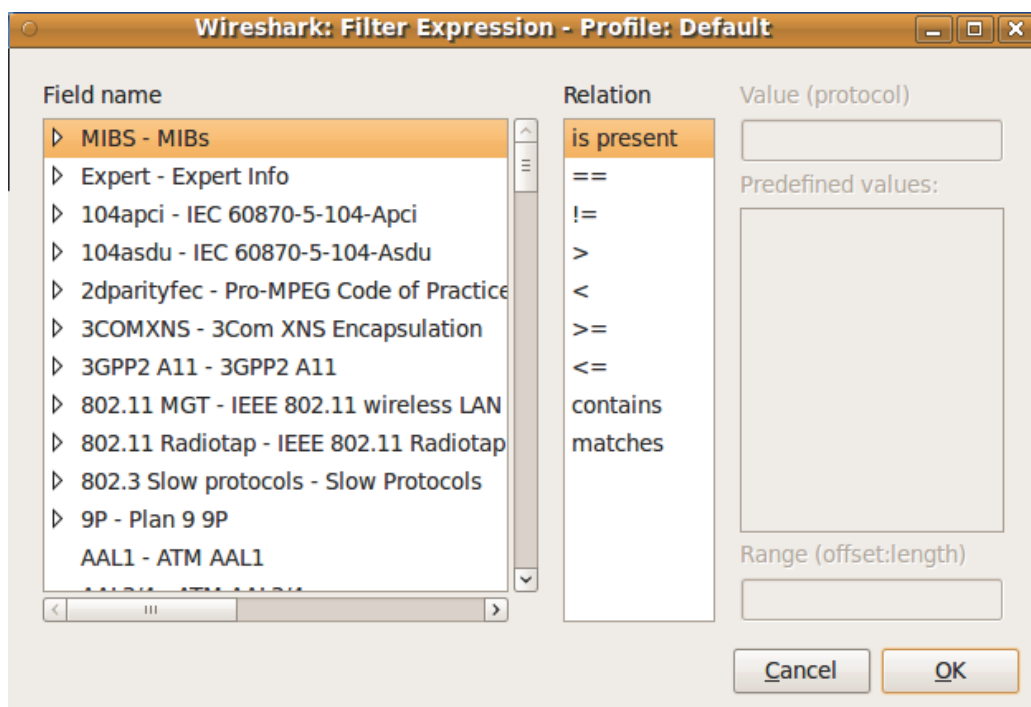 Wireshark: Filter Expression - Profile: Default
Field name
MIBS - MIBs
Expert - Expert Info
104apci - IEC 60870-5-104-Apci
104asdu - IEC 60870-5-104-Asdu
2dparityfec - Pro-MPEG Code of Practice
3COMXNS - 3Com XNS Encapsulation
3GPP2 A11 - 3GPP2 A11
802.11 MGT - IEEE 802.11 wireless LAN
802.11 Radiotap - IEEE 802.11 Radiotap
802.3 Slow protocols - Slow Protocols
9P - Plan 9 9P
AAL1 - ATM AAL1
Relation
is present
==
!=
>
<
>=
<=
contains
matches
Value (protocol)
Predefined values:
Range (offset:length)
Cancel
OK